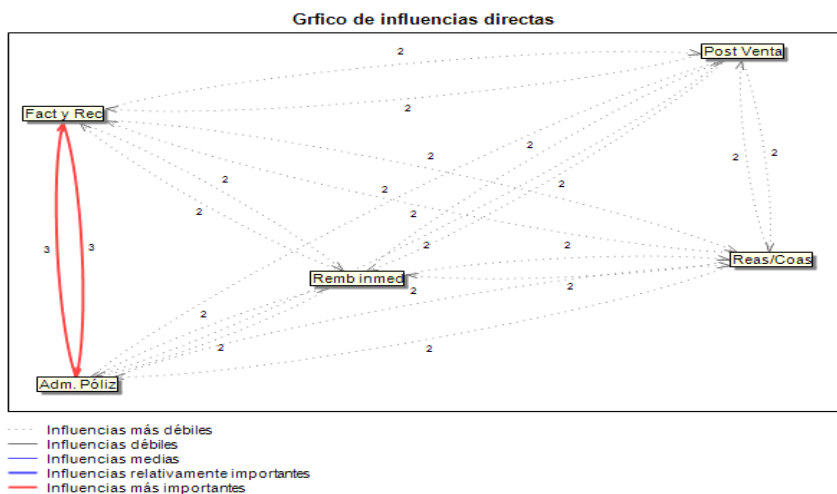 Grfico de influencias directas
Post Venta
2
Fact y Rec
2
2
2
2
2
2
2
2
2
2
2
3
3
2
2
Reas/Coas
Remb inmed
2
2
2
2
2
2
Adm. Póliz
Influencias más débiles
Influencias débiles
Influencias medias
Influencias relativamente importantes
Influencias más importantes